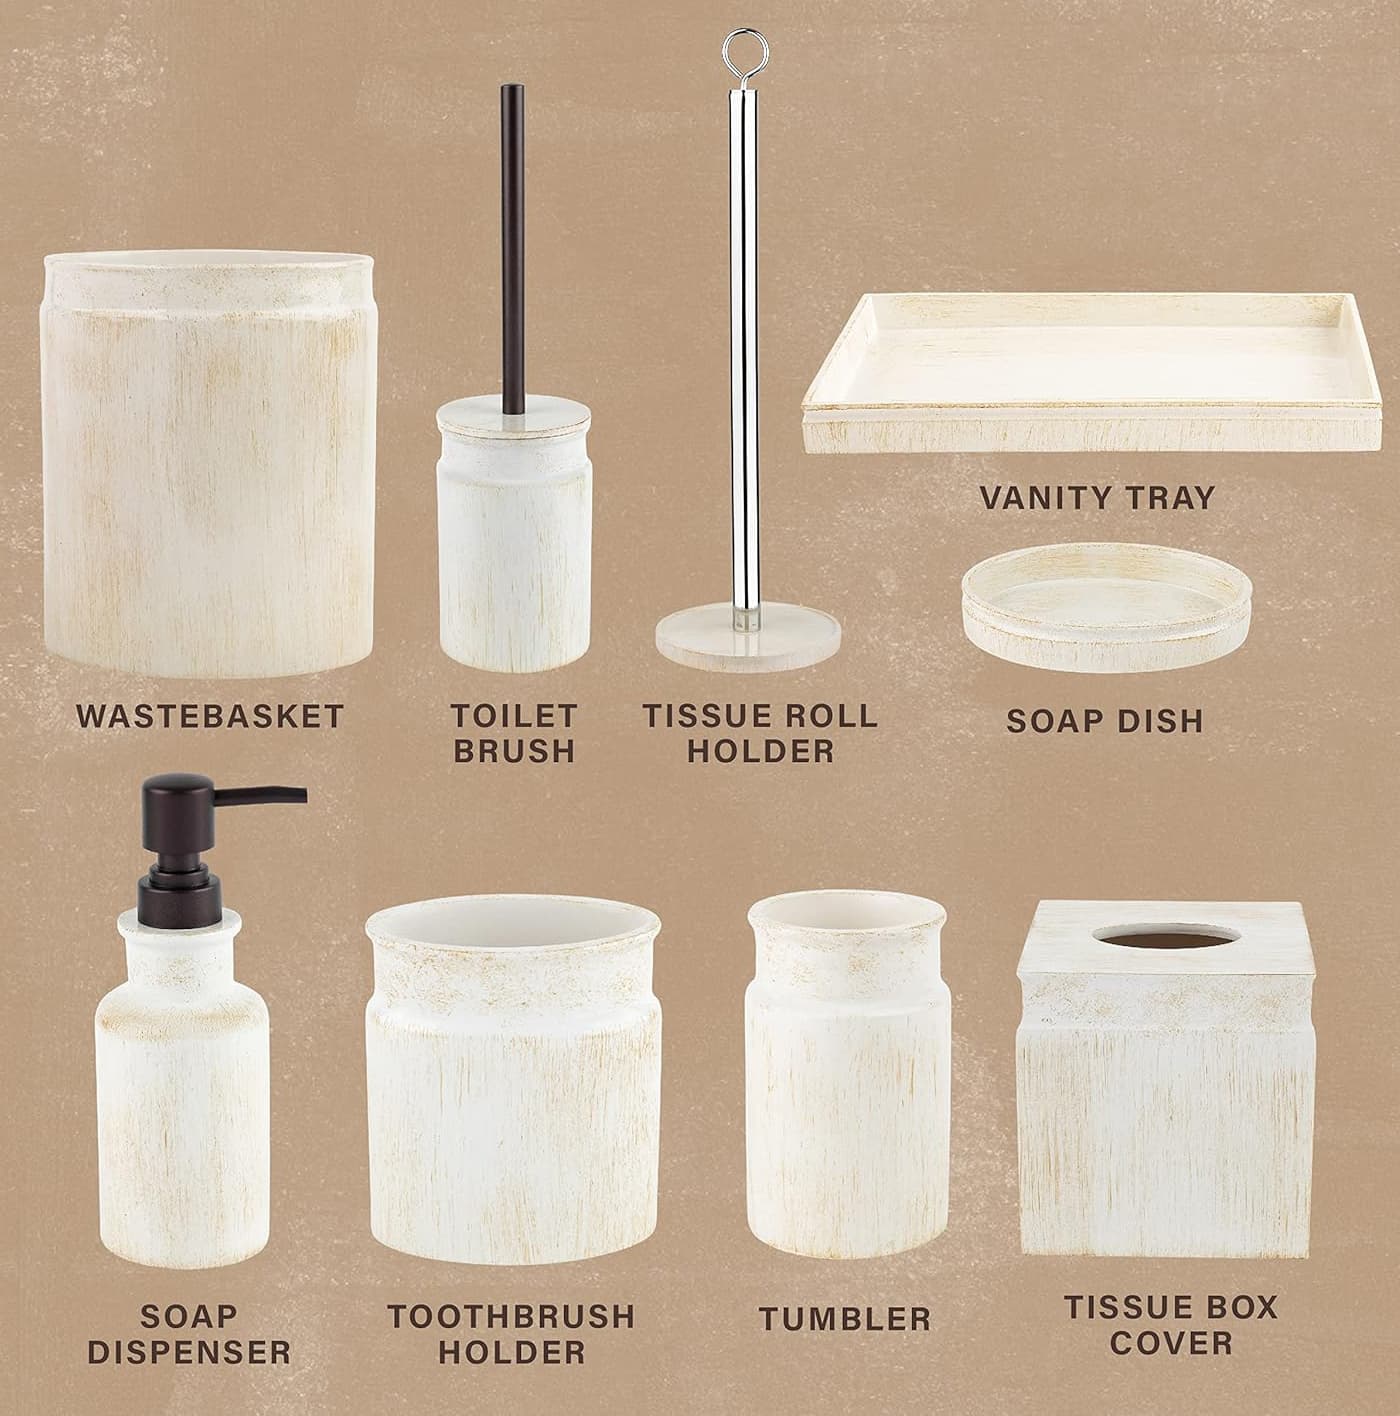 VANITY TRAY
WASTEBASKET
TOILET
BRUSH
TISSUE ROLL
HOLDER
SOAP DISH
SOAP
DISPENSER
TOOTHBRUSH
HOLDER
TUMBLER
TISSUE BOX
COVER